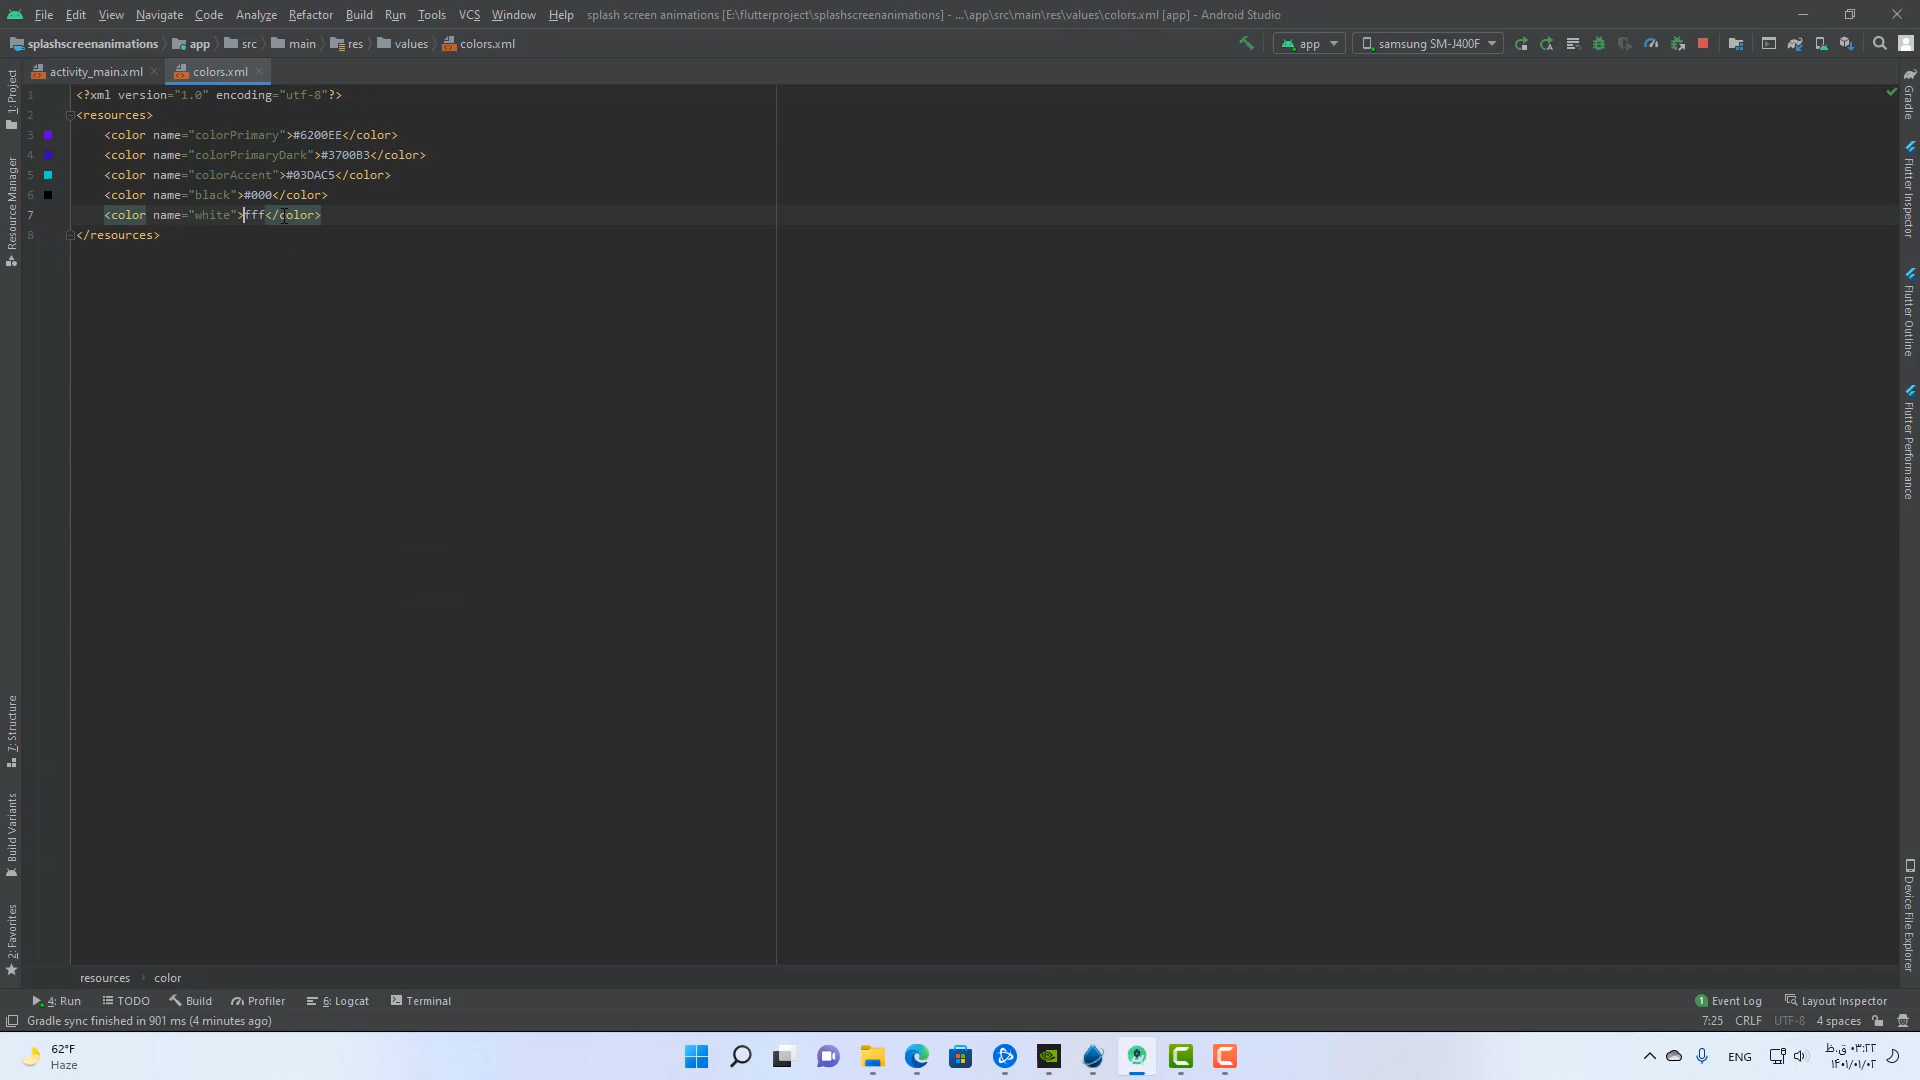 File Edit View Navigate Code Analyze Refactor Build Run Tools VCS Window Help splash screen animations [E:\flutterproject\splashscreenanimations] - ...\app\src\main\res\values\colors.xml [app] - Android Studio
splashscreenanimations app src main res values colors.xml app samsung SM-J400F
activity_main.xml colors.xml
1 <?xml version="1.0" encoding="utf-8"?>
2 <resources>
3 <color name="colorPrimary">#6200EE</color>
4 <color name="colorPrimaryDark">#3700B3</color>
5 <color name="colorAccent">#03DAC5</color>
6 <color name="black">#000</color>
7 <color name="white">fff</color>
8 </resources>
1: Project
Resource Manager
7: Structure
Build Variants
2: Favorites
Gradle
Flutter Inspector
Flutter Outline
Flutter Performance
Device File Explorer
resources color
4: Run TODO Build Profiler 6: Logcat Terminal 1 Event Log Layout Inspector
Gradle sync finished in 901 ms (4 minutes ago) 7:25 CRLF UTF-8 4 spaces
62°F
Haze
ENG
۰۳:۲۲ ق.ظ
۱۴۰۱/۰۱/۰۲